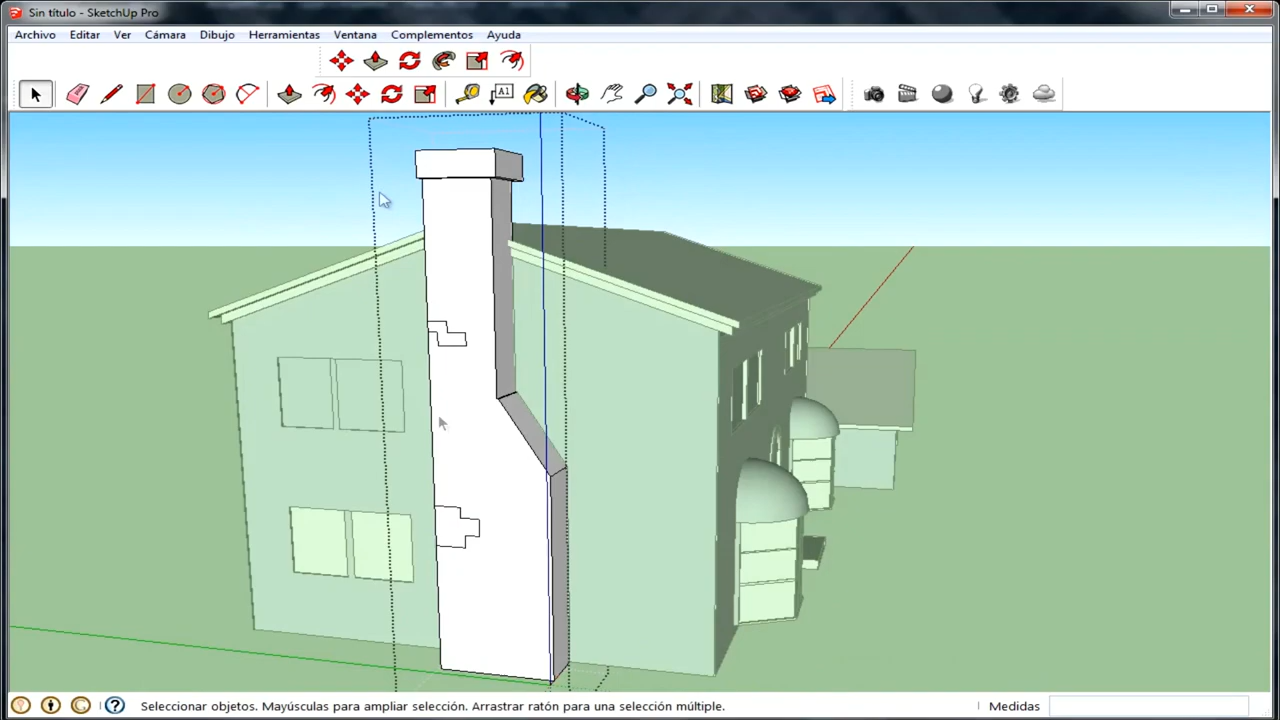 Sin título - SketchUp Pro
Archivo Editar Ver Cámara Dibujo Herramientas Ventana Complementos Ayuda
A1
Seleccionar objetos. Mayúsculas para ampliar selección. Arrastrar ratón para una selección múltiple. Medidas